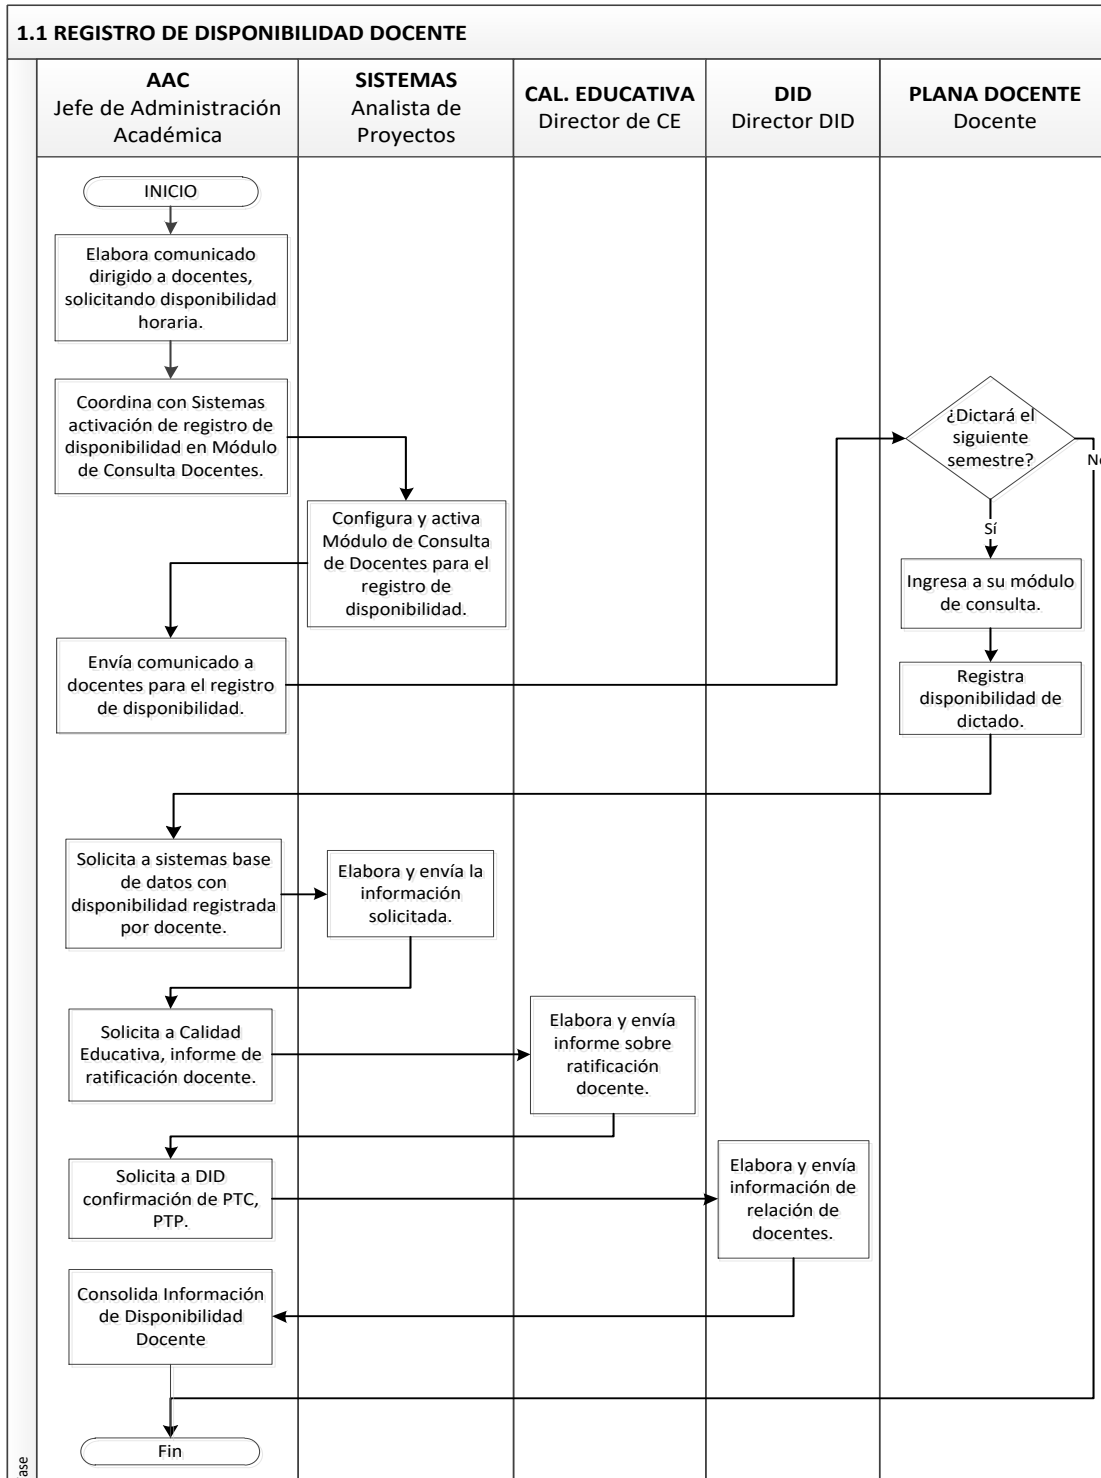 1.1 REGISTRO DE DISPONIBILIDAD DOCENTE
AAC
Jefe de Administración
Académica
SISTEMAS
Analista de
Proyectos
CAL. EDUCATIVA
Director de CE
DID
Director DID
PLANA DOCENTE
Docente
INICIO
Elabora comunicado
dirigido a docentes,
solicitando disponibilidad
horaria.
Coordina con Sistemas
activación de registro de
disponibilidad en Módulo
de Consulta Docentes.
¿Dictará el
siguiente
semestre?
Sí
Configura y activa
Módulo de Consulta
de Docentes para el
registro de
disponibilidad.
Ingresa a su módulo
de consulta.
Envía comunicado a
docentes para el registro
de disponibilidad.
Registra
disponibilidad de
dictado.
Solicita a sistemas base
de datos con
disponibilidad registrada
por docente.
Elabora y envía la
información
solicitada.
Solicita a Calidad
Educativa, informe de
ratificación docente.
Elabora y envía
informe sobre
ratificación
docente.
Solicita a DID
confirmación de PTC,
PTP.
Elabora y envía
información de
relación de
docentes.
Consolida Información
de Disponibilidad
Docente
Fin